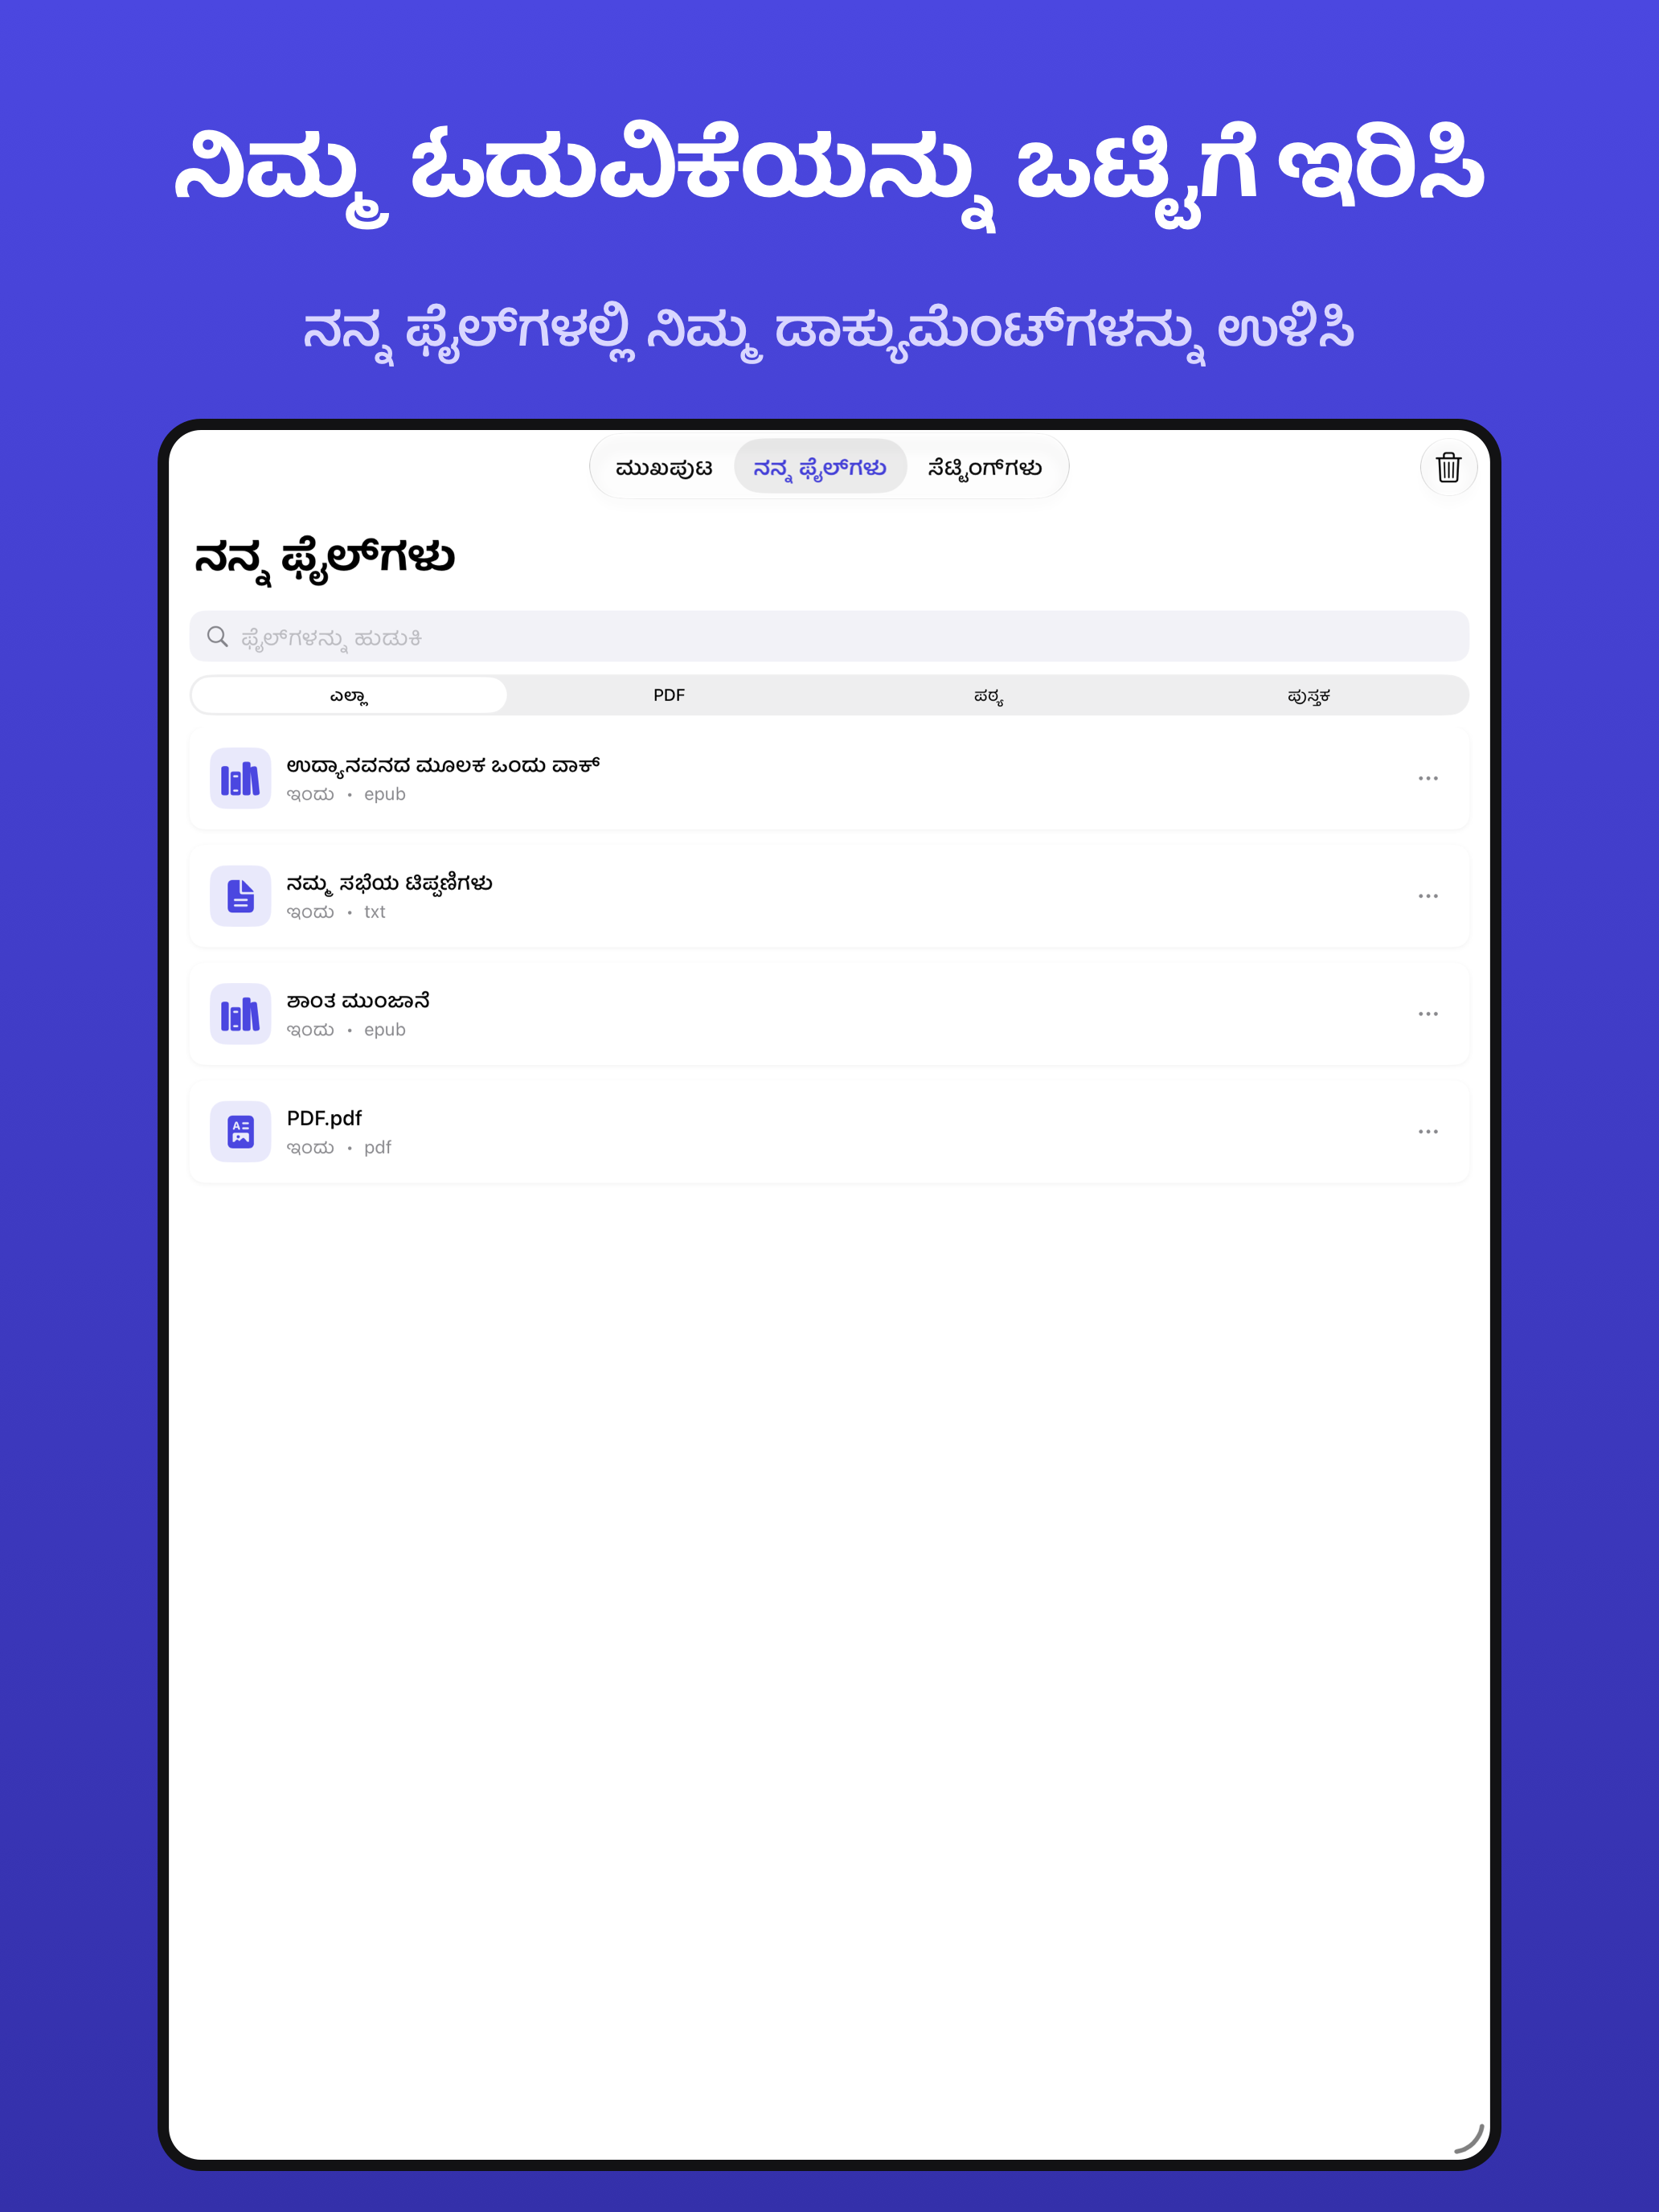 ನಿಮ್ಮ ಓದುವಿಕೆಯನ್ನು ಒಟ್ಟಿಗೆ ಇರಿಸಿ
ನನ್ನ ಫೈಲ್‌ಗಳಲ್ಲಿ ನಿಮ್ಮ ಡಾಕ್ಯುಮೆಂಟ್‌ಗಳನ್ನು ಉಳಿಸಿ
ಮುಖಪುಟ ನನ್ನ ಫೈಲ್‌ಗಳು ಸೆಟ್ಟಿಂಗ್‌ಗಳು
ನನ್ನ ಫೈಲ್‌ಗಳು
ಫೈಲ್‌ಗಳನ್ನು ಹುಡುಕಿ
ಎಲ್ಲಾ PDF ಪಠ್ಯ ಪುಸ್ತಕ
ಉದ್ಯಾನವನದ ಮೂಲಕ ಒಂದು ವಾಕ್
ಇಂದು • epub
ನಮ್ಮ ಸಭೆಯ ಟಿಪ್ಪಣಿಗಳು
ಇಂದು • txt
ಶಾಂತ ಮುಂಜಾನೆ
ಇಂದು • epub
PDF.pdf
ಇಂದು • pdf